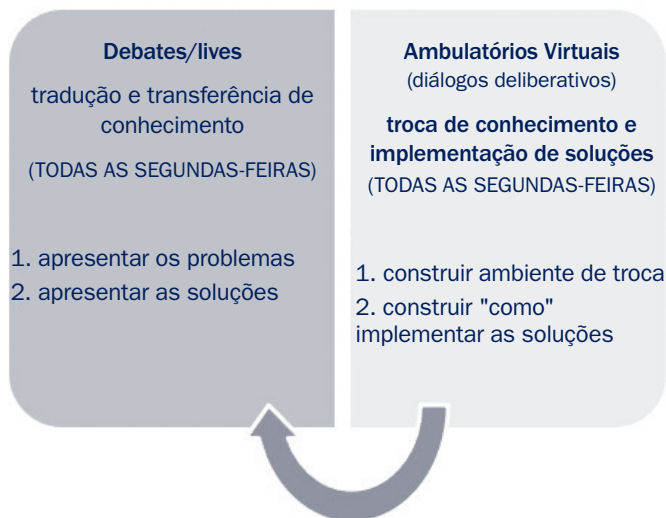 Debates/lives
tradução e transferência de
conhecimento
(TODAS AS SEGUNDAS-FEIRAS)
1. apresentar os problemas
2. apresentar as soluções
Ambulatórios Virtuais
(diálogos deliberativos)
troca de conhecimento e
implementação de soluções
(TODAS AS SEGUNDAS-FEIRAS)
1. construir ambiente de troca
2. construir "como"
implementar as soluções